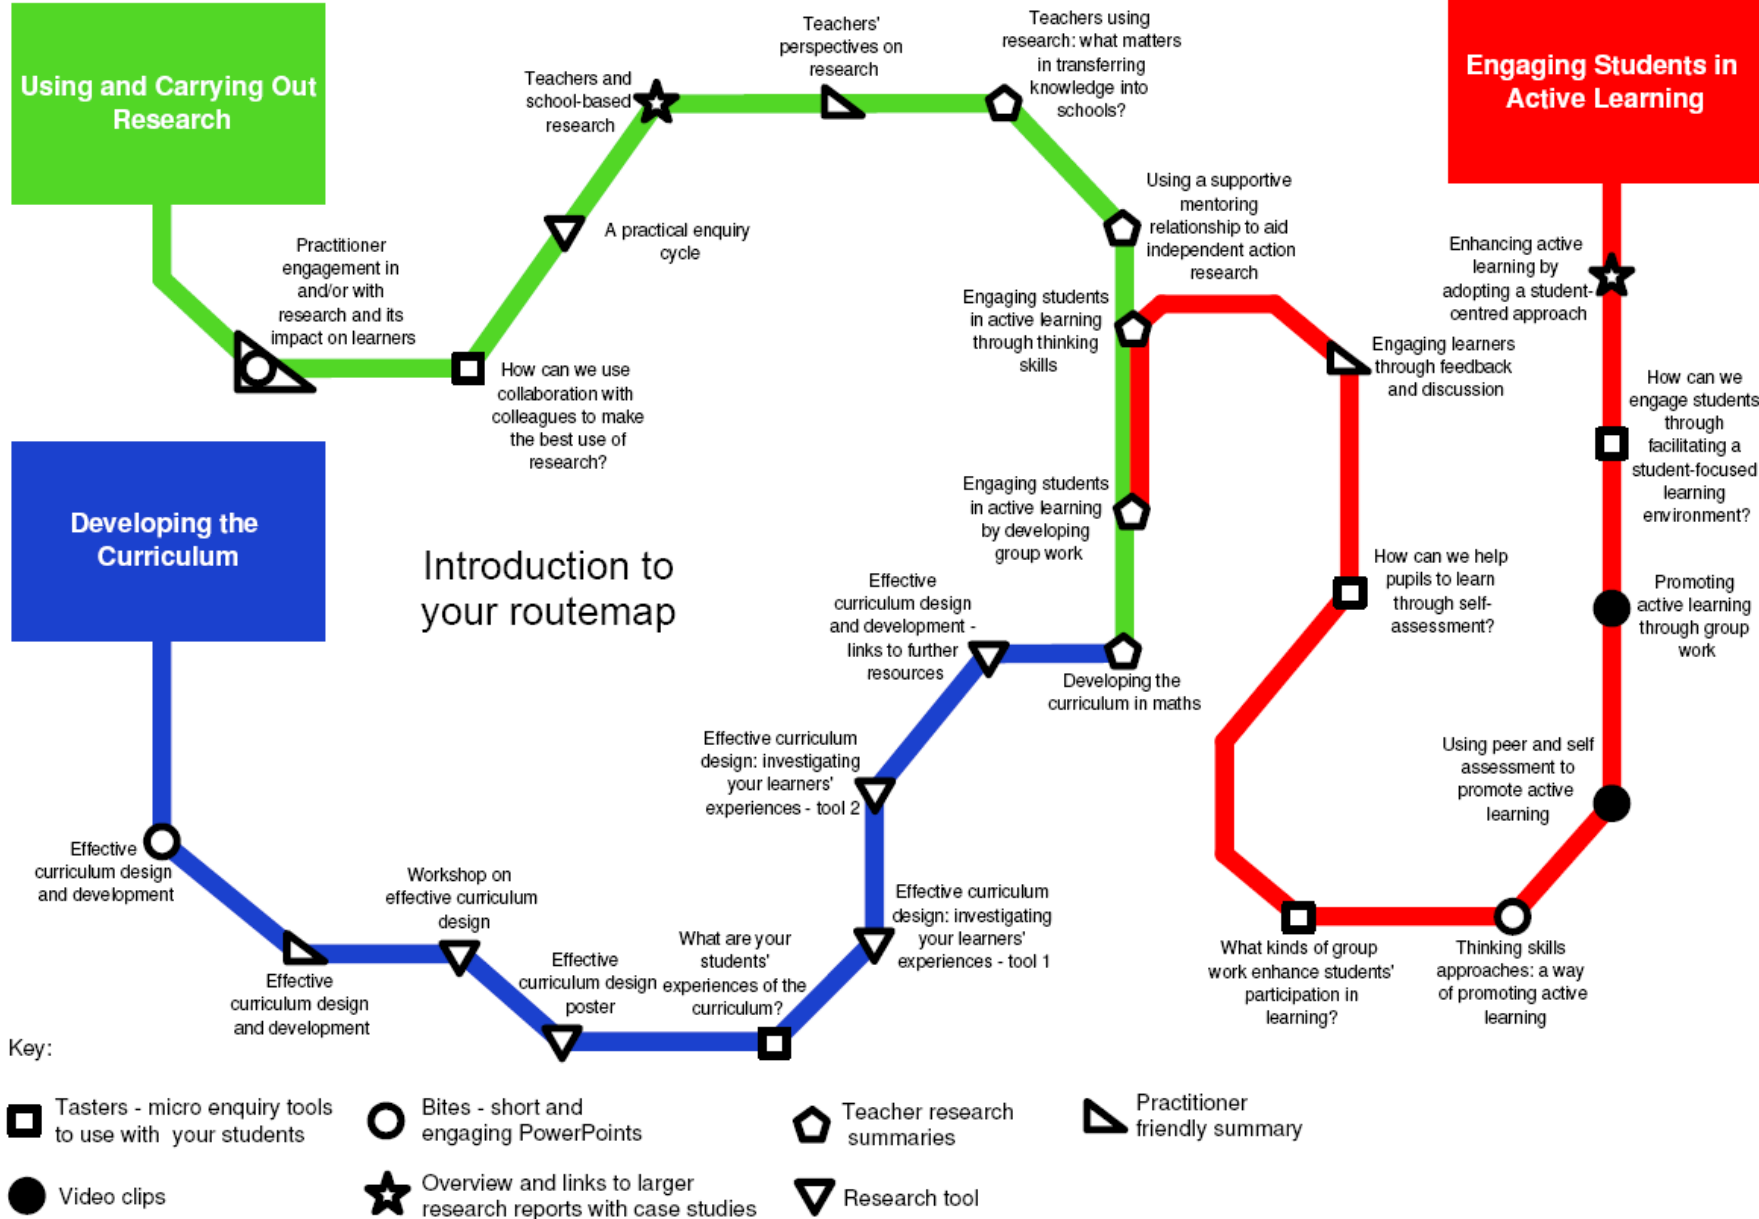 Using and Carrying Out
Research
Teachers and
school-based
research
Teachers'
perspectives on
research
Teachers using
research: what matters
in transferring
knowledge into
schools?
Engaging Students in
Active Learning
Practitioner
engagement in
and/or with
research and its
impact on learners
A practical enquiry
cycle
How can we use
collaboration with
colleagues to make
the best use of
research?
Using a supportive
mentoring
relationship to aid
independent action
research
Engaging students
in active learning
through thinking
skills
Engaging learners
through feedback
and discussion
Enhancing active
learning by
adopting a student-
centred approach
How can we
engage students
through
facilitating a
student-focused
learning
environment?
Developing the
Curriculum
Introduction to
your routemap
Engaging students
in active learning
by developing
group work
How can we help
pupils to learn
through self-
assessment?
Promoting
active learning
through group
work
Effective
curriculum design
and development -
links to further
resources
Developing the
curriculum in maths
Effective curriculum
design: investigating
your learners'
experiences - tool 2
Using peer and self
assessment to
promote active
learning
Effective
curriculum design
and development
Workshop on
effective curriculum
design
Effective curriculum
design: investigating
your learners'
experiences - tool 1
Effective
curriculum design
and development
Effective
curriculum design
poster
What are your
students'
experiences of the
curriculum?
What kinds of group
work enhance students'
participation in
learning?
Thinking skills
approaches: a way
of promoting active
learning
Key:
Tasters - micro enquiry tools
to use with your students
Bites - short and
engaging PowerPoints
Teacher research
summaries
Practitioner
friendly summary
Video clips
Overview and links to larger
research reports with case studies
Research tool